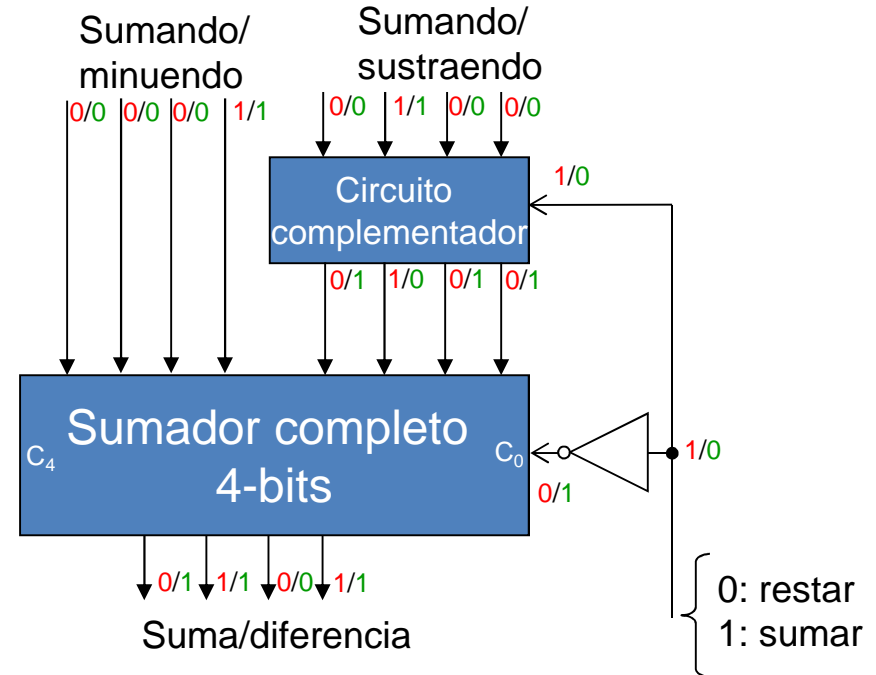 Sumando/
minuendo
Sumando/
sustraendo
0/0 0/0 0/0 1/1
0/0 1/1 0/0 0/0
Circuito
complementador
1/0
0/1 1/0 0/1 0/1
Sumador completo
4-bits
C4
C0
1/0
0/1
0/1 1/1 0/0 1/1
Suma/diferencia
0: restar
1: sumar